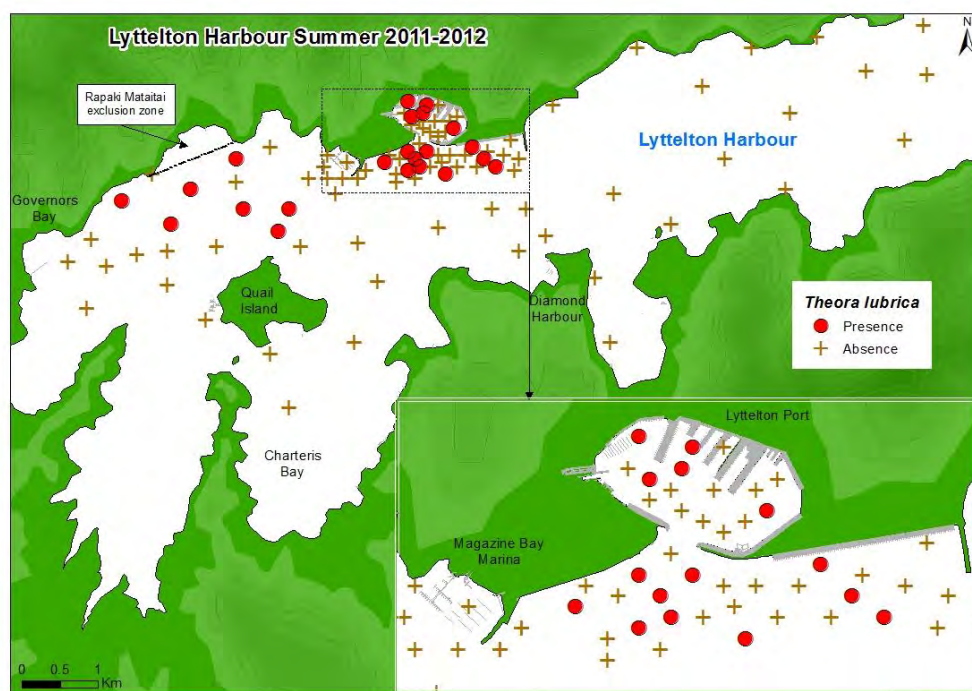 Lyttelton Harbour Summer 2011-2012
N
Rapaki Mataitai
exclusion zone
Lyttelton Harbour
Governors
Bay
Quail
Island
Diamond
Harbour
Theora lubrica
Presence
Absence
Charteris
Bay
Lyttelton Port
Magazine Bay
Marina
0 0.5 1
Km